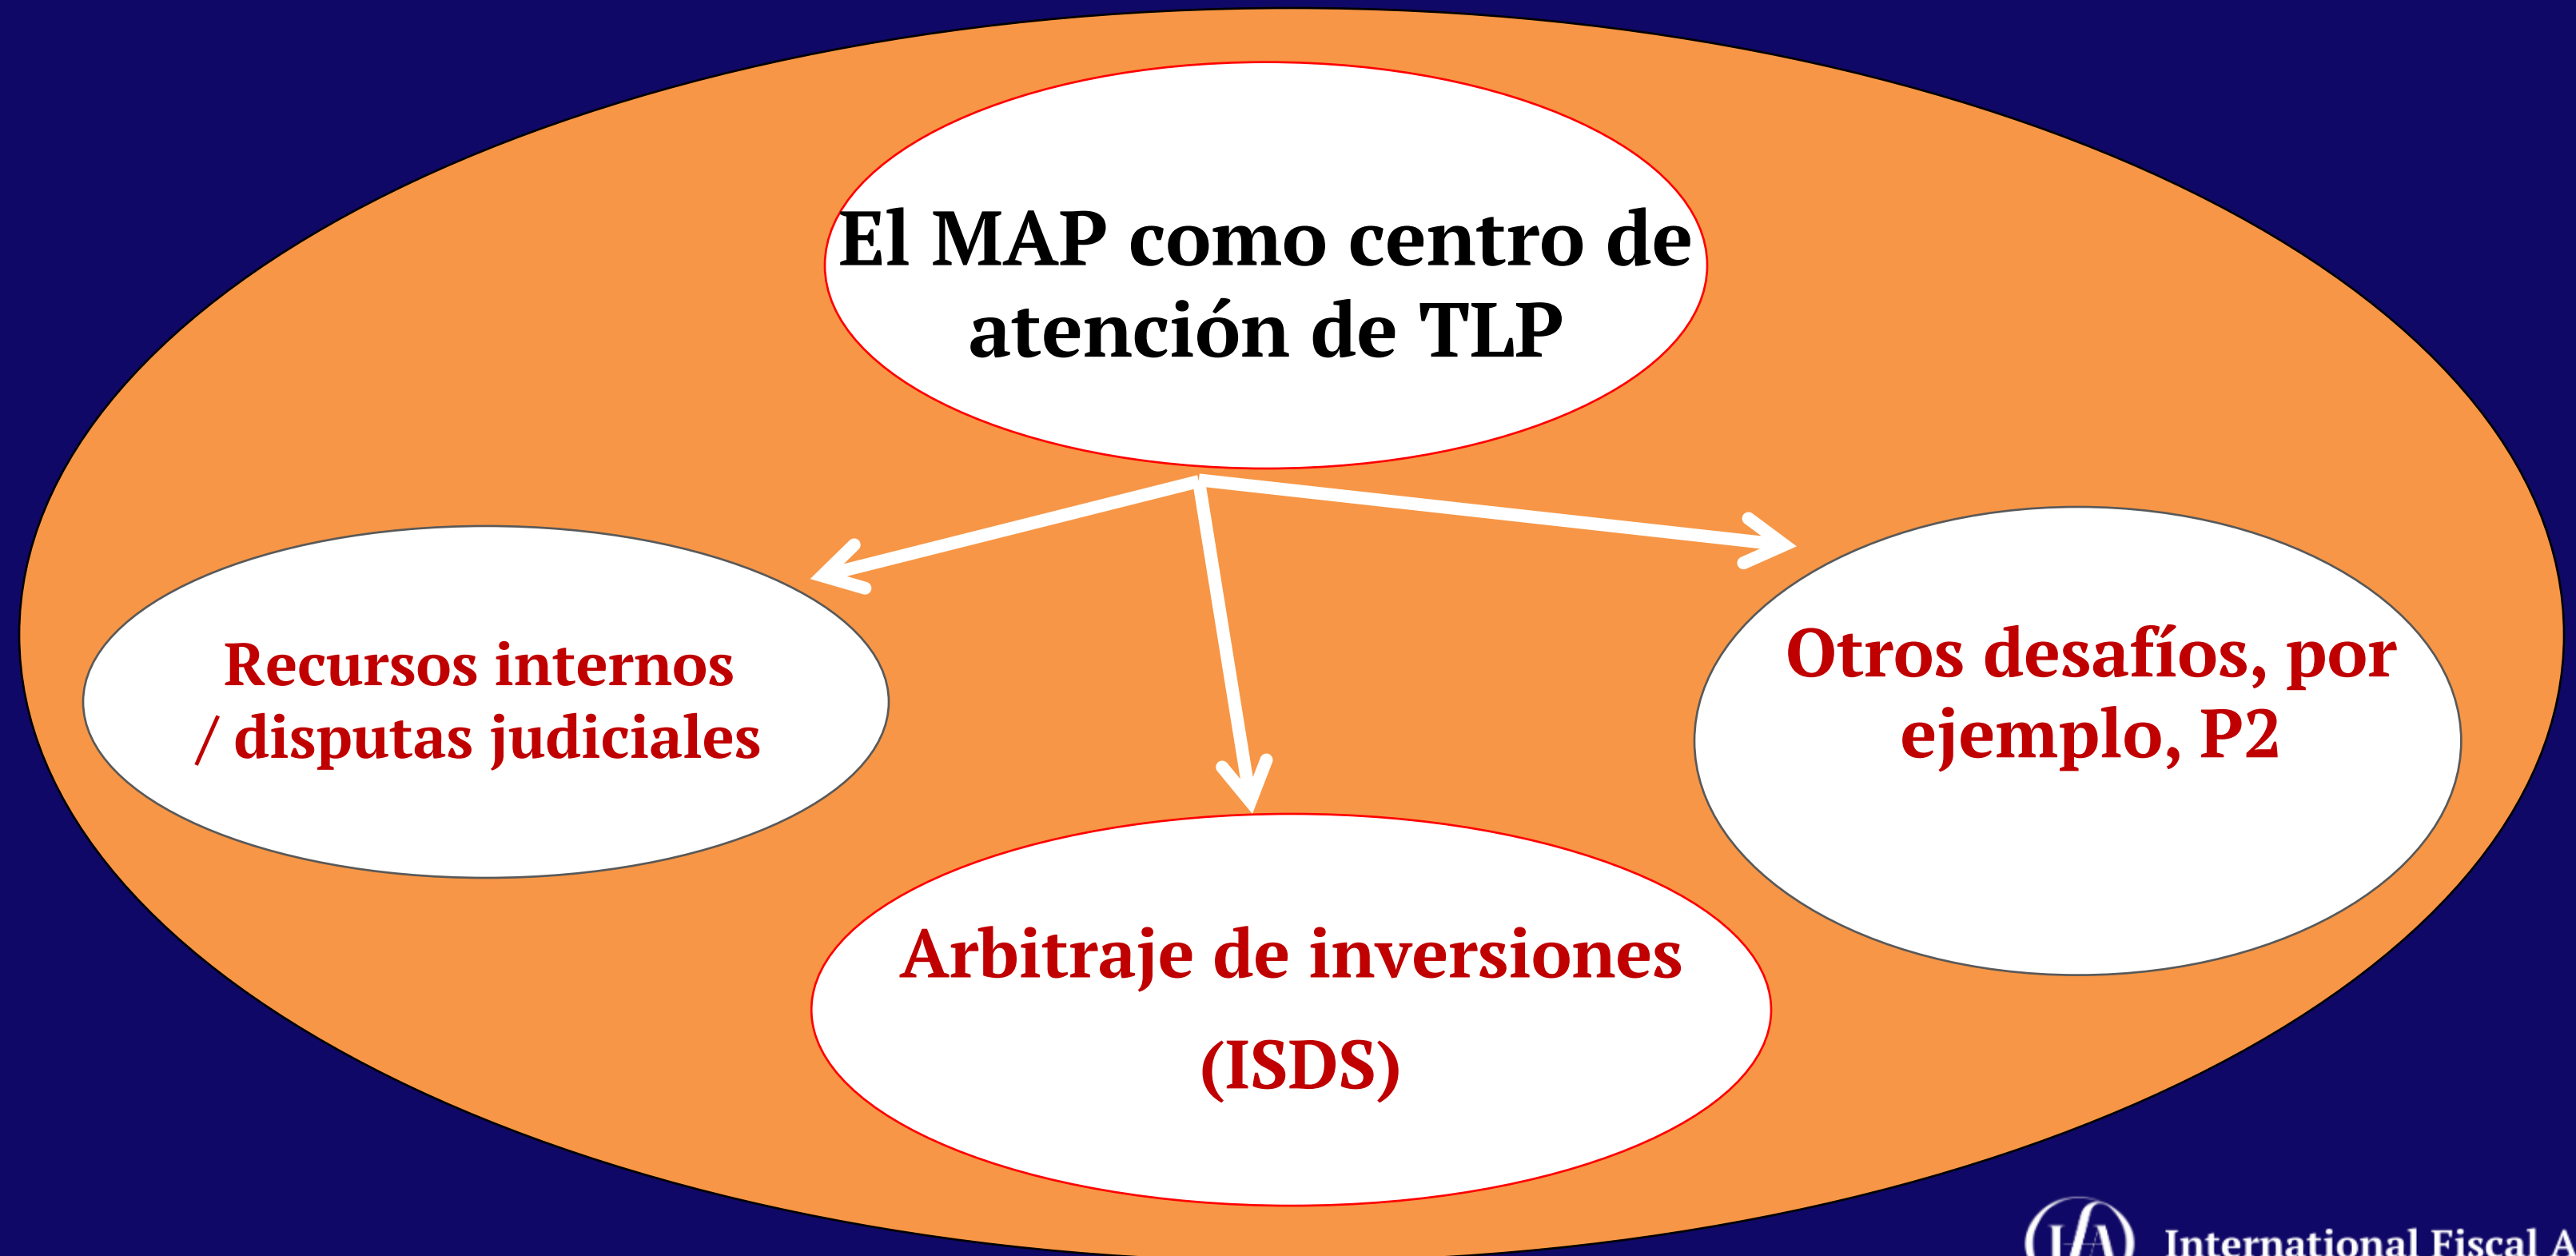 El MAP como centro de
atención de TLP
Recursos internos
/ disputas judiciales
Otros desafíos, por
ejemplo, P2
Arbitraje de inversiones
(ISDS)
International Fiscal A